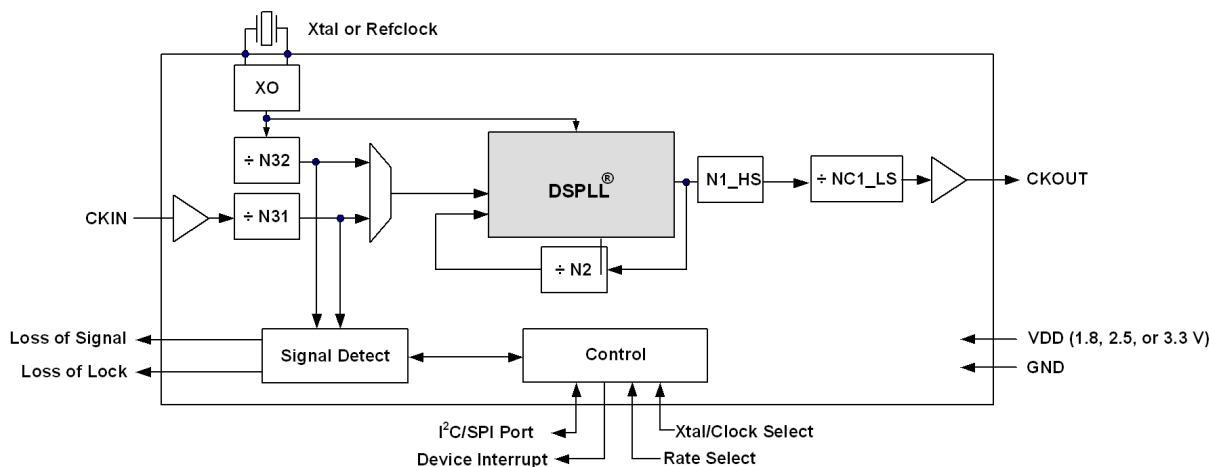 Xtal or Refclock
XO
÷ N32
CKIN
÷ N31
DSPLL®
N1_HS
÷ NC1_LS
CKOUT
÷ N2
Loss of Signal
Loss of Lock
Signal Detect
Control
VDD (1.8, 2.5, or 3.3 V)
GND
I²C/SPI Port
Device Interrupt
Xtal/Clock Select
Rate Select